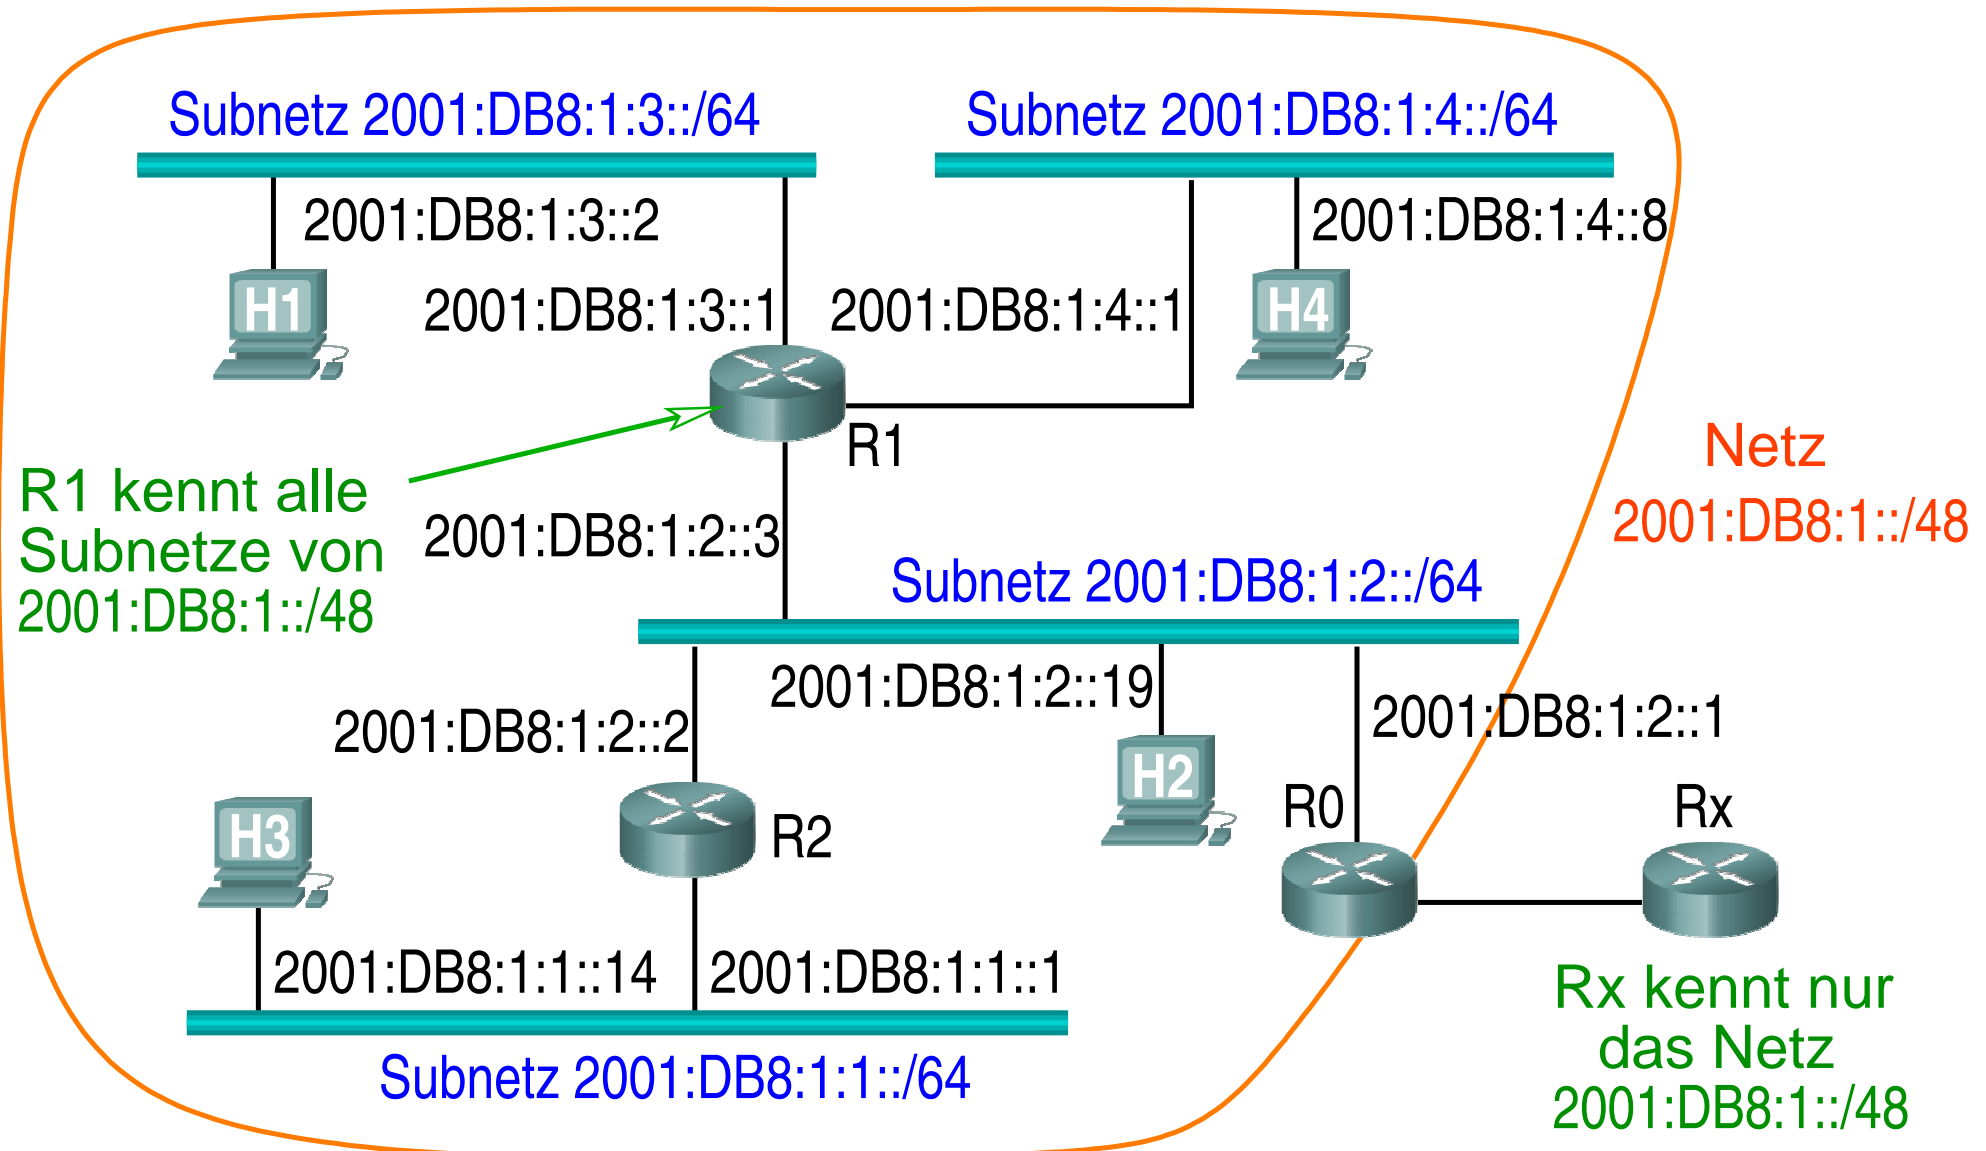 Subnetz 2001:DB8:1:3::/64
Subnetz 2001:DB8:1:4::/64
2001:DB8:1:3::2
2001:DB8:1:4::8
H1
2001:DB8:1:3::1
2001:DB8:1:4::1
H4
R1
R1 kennt alle
Subnetze von
2001:DB8:1::/48
2001:DB8:1:2::3
Netz
2001:DB8:1::/48
Subnetz 2001:DB8:1:2::/64
2001:DB8:1:2::19
2001:DB8:1:2::2
2001:DB8:1:2::1
H2
R0
Rx
H3
R2
2001:DB8:1:1::14
2001:DB8:1:1::1
Rx kennt nur
das Netz
2001:DB8:1::/48
Subnetz 2001:DB8:1:1::/64